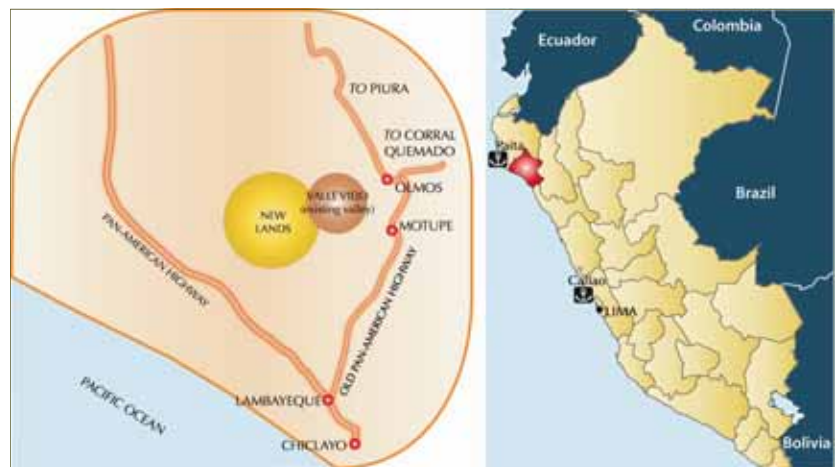 TO PIURA
TO CORRAL
QUEMADO
OLMOS
VALLE VIEJO
(existing valley)
NEW
LANDS
MOTUPE
PAN-AMERICAN HIGHWAY
OLD PAN-AMERICAN HIGHWAY
PACIFIC OCEAN
LAMBAYEQUE
CHICLAYO
Ecuador
Colombia
Paita
Brazil
Callao
LIMA
Bolivia